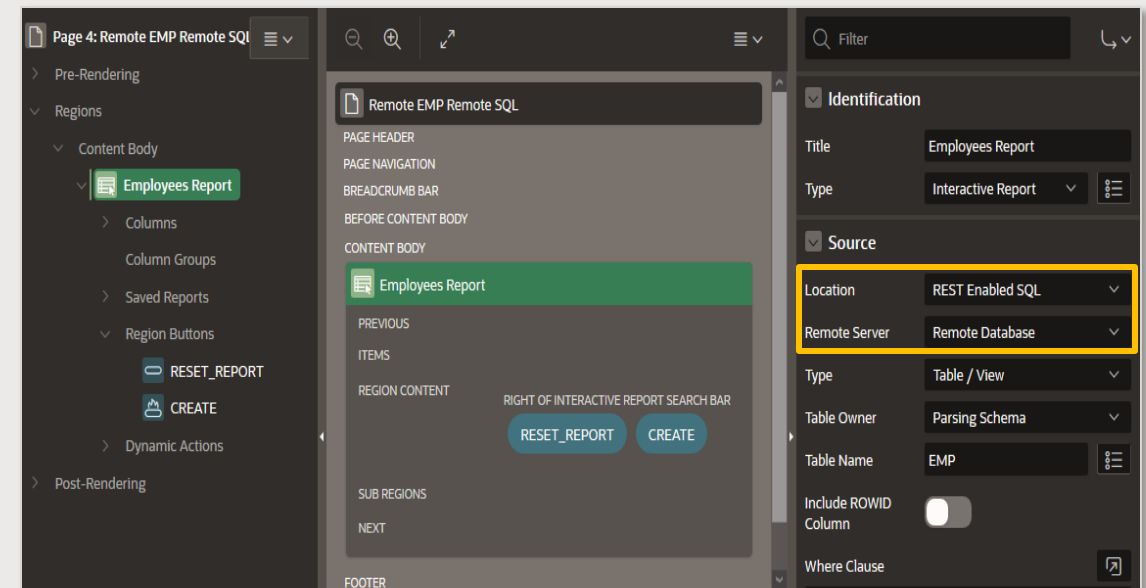 Page 4: Remote EMP Remote SQL
Pre-Rendering
Regions
Content Body
Employees Report
Columns
Column Groups
Saved Reports
Region Buttons
RESET_REPORT
CREATE
Dynamic Actions
Post-Rendering
Remote EMP Remote SQL
PAGE HEADER
PAGE NAVIGATION
BREADCRUMB BAR
BEFORE CONTENT BODY
CONTENT BODY
Employees Report
PREVIOUS
ITEMS
REGION CONTENT
RIGHT OF INTERACTIVE REPORT SEARCH BAR
RESET_REPORT CREATE
SUB REGIONS
NEXT
FOOTER
Filter
Identification
Title Employees Report
Type Interactive Report
Source
Location REST Enabled SQL
Remote Server Remote Database
Type Table / View
Table Owner Parsing Schema
Table Name EMP
Include ROWID
Column
Where Clause